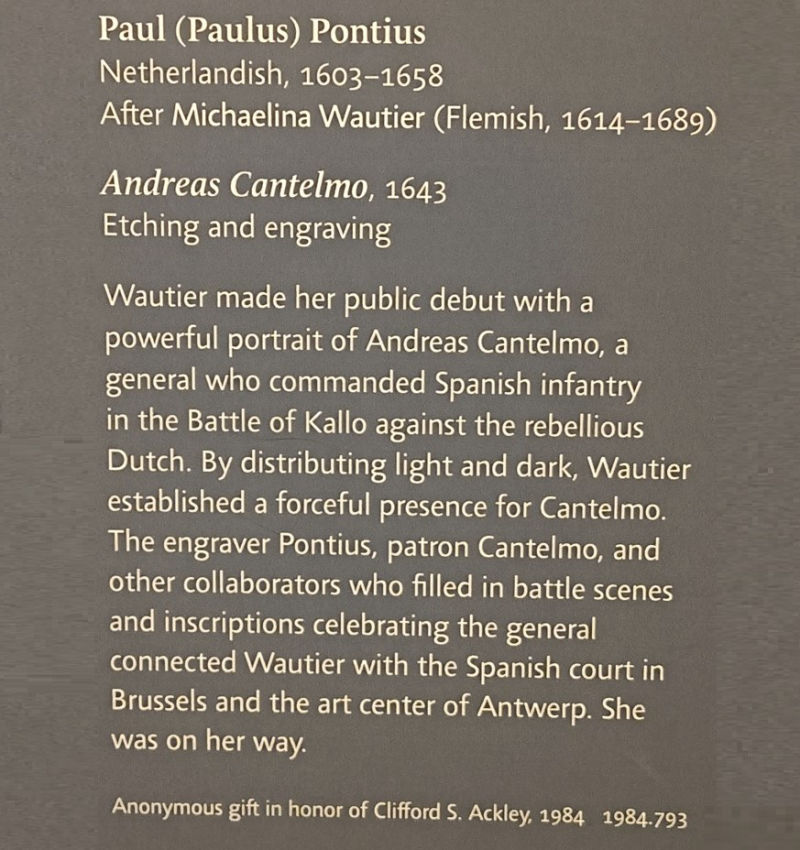 Paul (Paulus) Pontius
Netherlandish, 1603–1658
After Michaelina Wautier (Flemish, 1614–1689)
Andreas Cantelmo, 1643
Etching and engraving
Wautier made her public debut with a
powerful portrait of Andreas Cantelmo, a
general who commanded Spanish infantry
in the Battle of Kallo against the rebellious
Dutch. By distributing light and dark, Wautier
established a forceful presence for Cantelmo.
The engraver Pontius, patron Cantelmo, and
other collaborators who filled in battle scenes
and inscriptions celebrating the general
connected Wautier with the Spanish court in
Brussels and the art center of Antwerp. She
was on her way.
Anonymous gift in honor of Clifford S. Ackley, 1984 1984.793